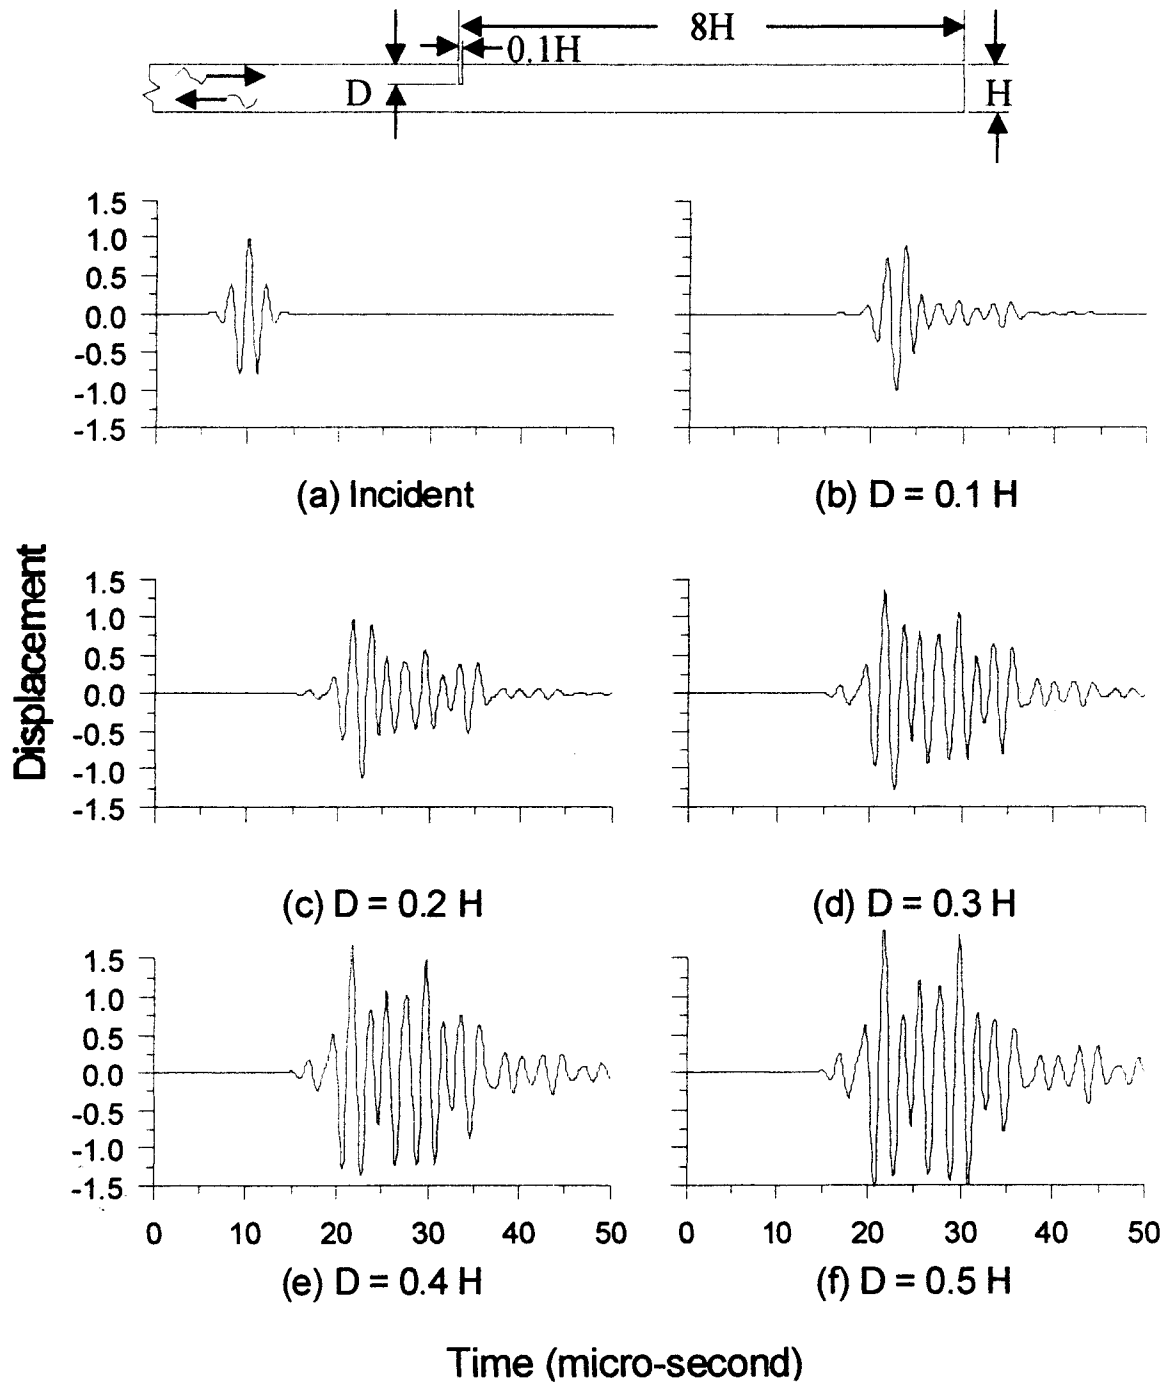 8H
0.1H
D
H
1.5
1.0
0.5
0.0
-0.5
-1.0
-1.5
(a) Incident
(b) D = 0.1 H
Displacement
1.5
1.0
0.5
0.0
-0.5
-1.0
-1.5
(c) D = 0.2 H
(d) D = 0.3 H
1.5
1.0
0.5
0.0
-0.5
-1.0
-1.5
0 10 20 30 40 50
0 10 20 30 40 50
(e) D = 0.4 H
(f) D = 0.5 H
Time (micro-second)